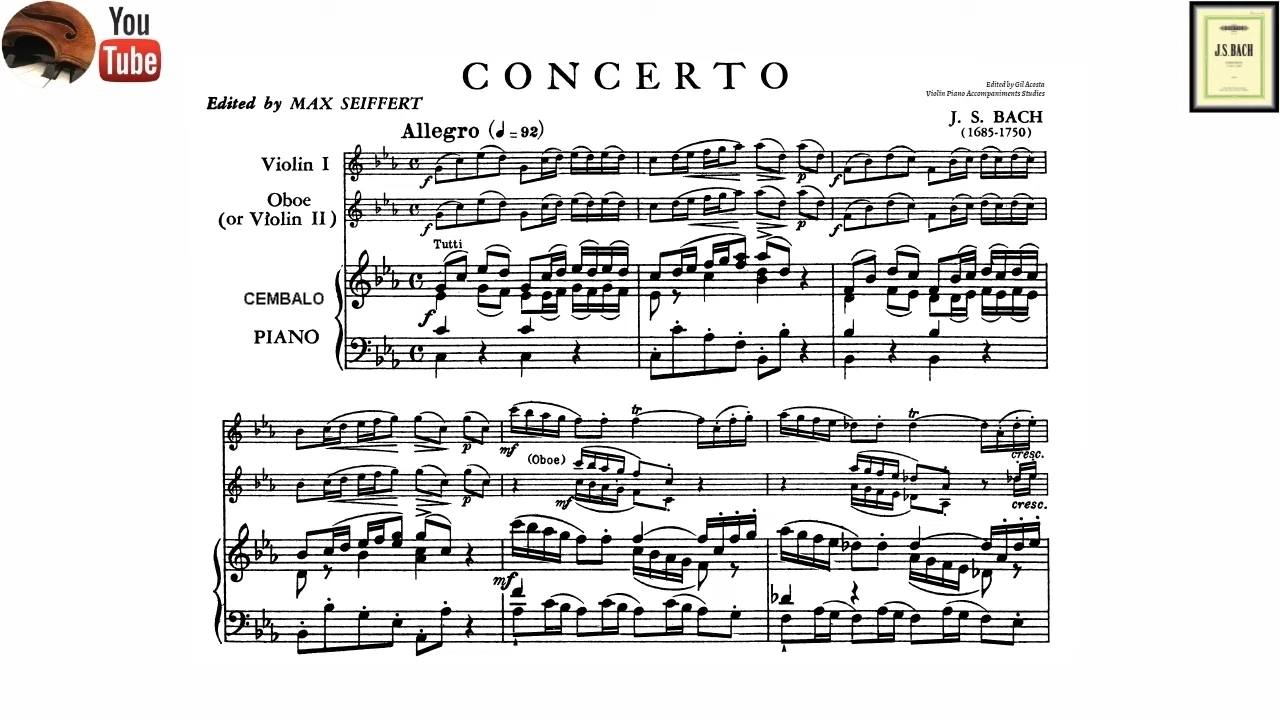 You
Tube
J.S.BACH
CONCERTO
Edited by Gil Acosta
Violin Piano Accompaniments Studies
Edited by MAX SEIFFERT
J. S. BACH
(1685-1750)
Allegro (♩=92)
Violin I
f
p
f
Oboe
(or Violin II)
f
p
f
Tutti
CEMBALO
f
PIANO
tr
tr
p
mf
cresc.
(Oboe)
p
mf
cresc.
mf